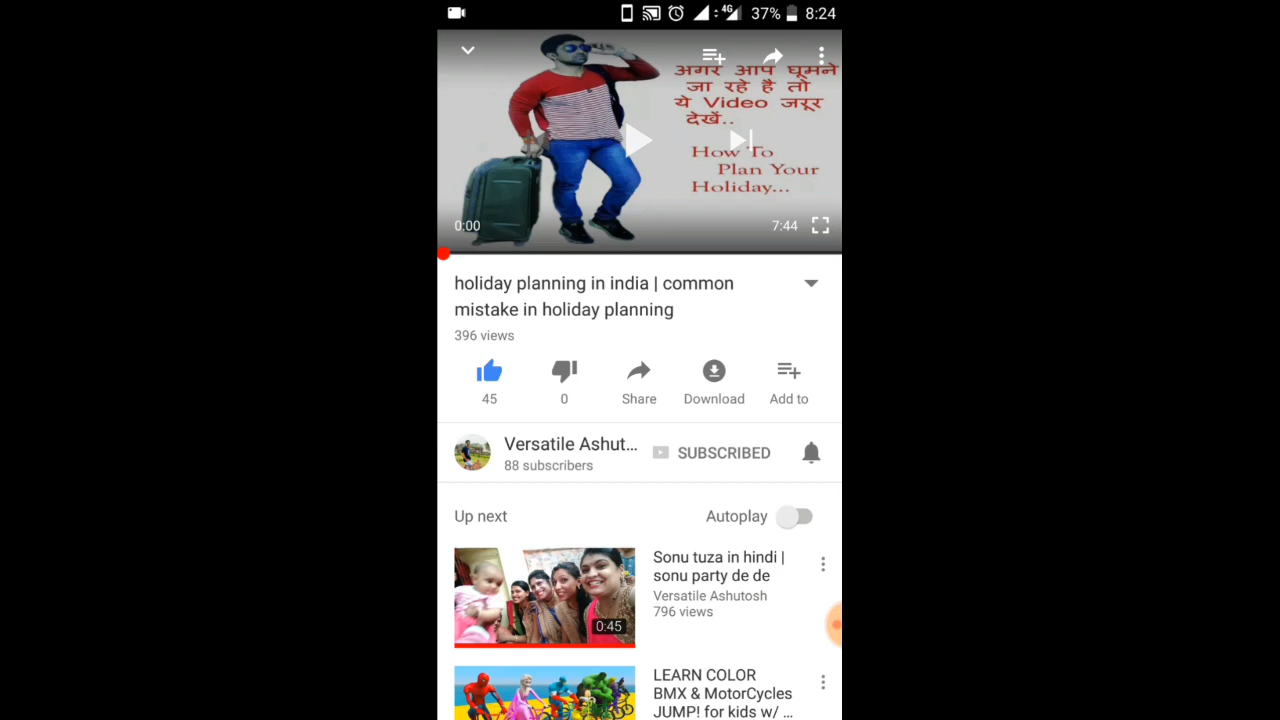 4G 37% 8:24
अगर आप घूमने
जा रहे है तो
ये Video जरूर
देखें..
How To
Plan Your
Holiday...
0:00 7:44
holiday planning in india | common
mistake in holiday planning
396 views
45 0 Share Download Add to
Versatile Ashut... SUBSCRIBED
88 subscribers
Up next Autoplay
Sonu tuza in hindi |
sonu party de de
Versatile Ashutosh
796 views
0:45
LEARN COLOR
BMX & MotorCycles
JUMP! for kids w/ ...